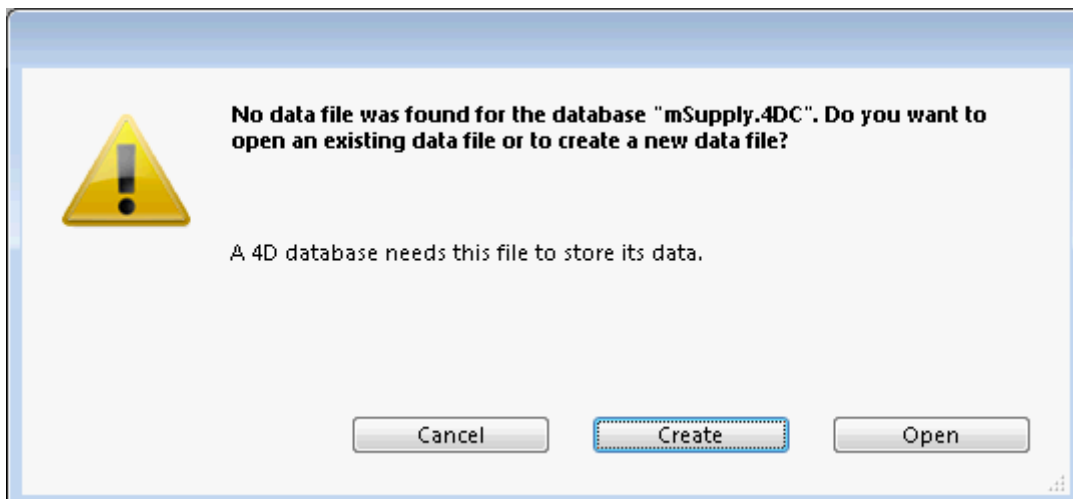 No data file was found for the database "mSupply.4DC". Do you want to
open an existing data file or to create a new data file?
A 4D database needs this file to store its data.
Cancel
Create
Open